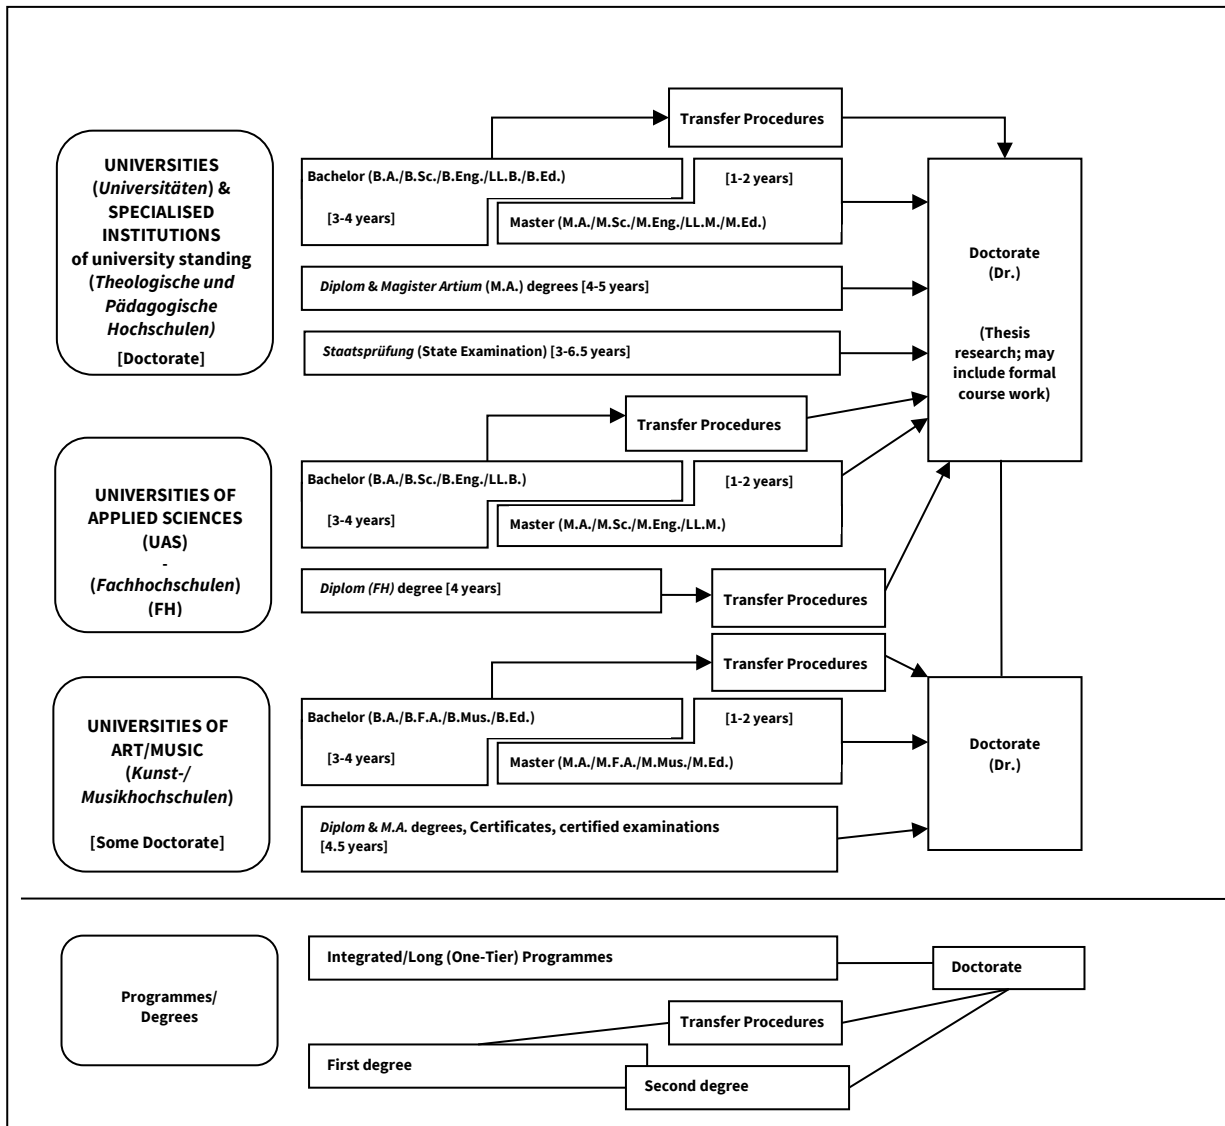 Transfer Procedures
UNIVERSITIES
(Universitäten) &
SPECIALISED
INSTITUTIONS
of university standing
(Theologische und
Pädagogische
Hochschulen)
[Doctorate]
Bachelor (B.A./B.Sc./B.Eng./LL.B./B.Ed.)
[1-2 years]
[3-4 years]
Master (M.A./M.Sc./M.Eng./LL.M./M.Ed.)
Diplom & Magister Artium (M.A.) degrees [4-5 years]
Staatsprüfung (State Examination) [3-6.5 years]
Doctorate
(Dr.)
(Thesis
research; may
include formal
course work)
Transfer Procedures
UNIVERSITIES OF
APPLIED SCIENCES
(UAS)
-
(Fachhochschulen)
(FH)
Bachelor (B.A./B.Sc./B.Eng./LL.B.)
[1-2 years]
[3-4 years]
Master (M.A./M.Sc./M.Eng./LL.M.)
Diplom (FH) degree [4 years]
Transfer Procedures
Transfer Procedures
UNIVERSITIES OF
ART/MUSIC
(Kunst-/
Musikhochschulen)
[Some Doctorate]
Bachelor (B.A./B.F.A./B.Mus./B.Ed.)
[1-2 years]
[3-4 years]
Master (M.A./M.F.A./M.Mus./M.Ed.)
Diplom & M.A. degrees, Certificates, certified examinations
[4.5 years]
Doctorate
(Dr.)
Programmes/
Degrees
Integrated/Long (One-Tier) Programmes
Doctorate
Transfer Procedures
First degree
Second degree